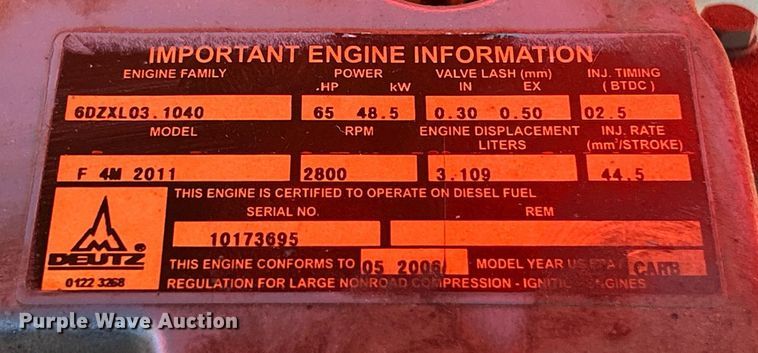 IMPORTANT ENGINE INFORMATION
ENGINE FAMILY POWER VALVE LASH (mm) INJ. TIMING
HP kW IN EX ( BTDC )
6DZXL03.1040 65 48.5 0.30 0.50 02.5
MODEL RPM ENGINE DISPLACEMENT INJ. RATE
LITERS (mm³/STROKE)
F 4M 2011 2800 3.109 44.5
THIS ENGINE IS CERTIFIED TO OPERATE ON DIESEL FUEL
SERIAL NO. REM
10173695
DEUTZ ®
THIS ENGINE CONFORMS TO 05 2006/ MODEL YEAR US EPA / CARB
0122 3268 REGULATION FOR LARGE NONROAD COMPRESSION - IGNITION ENGINES
Purple Wave Auction